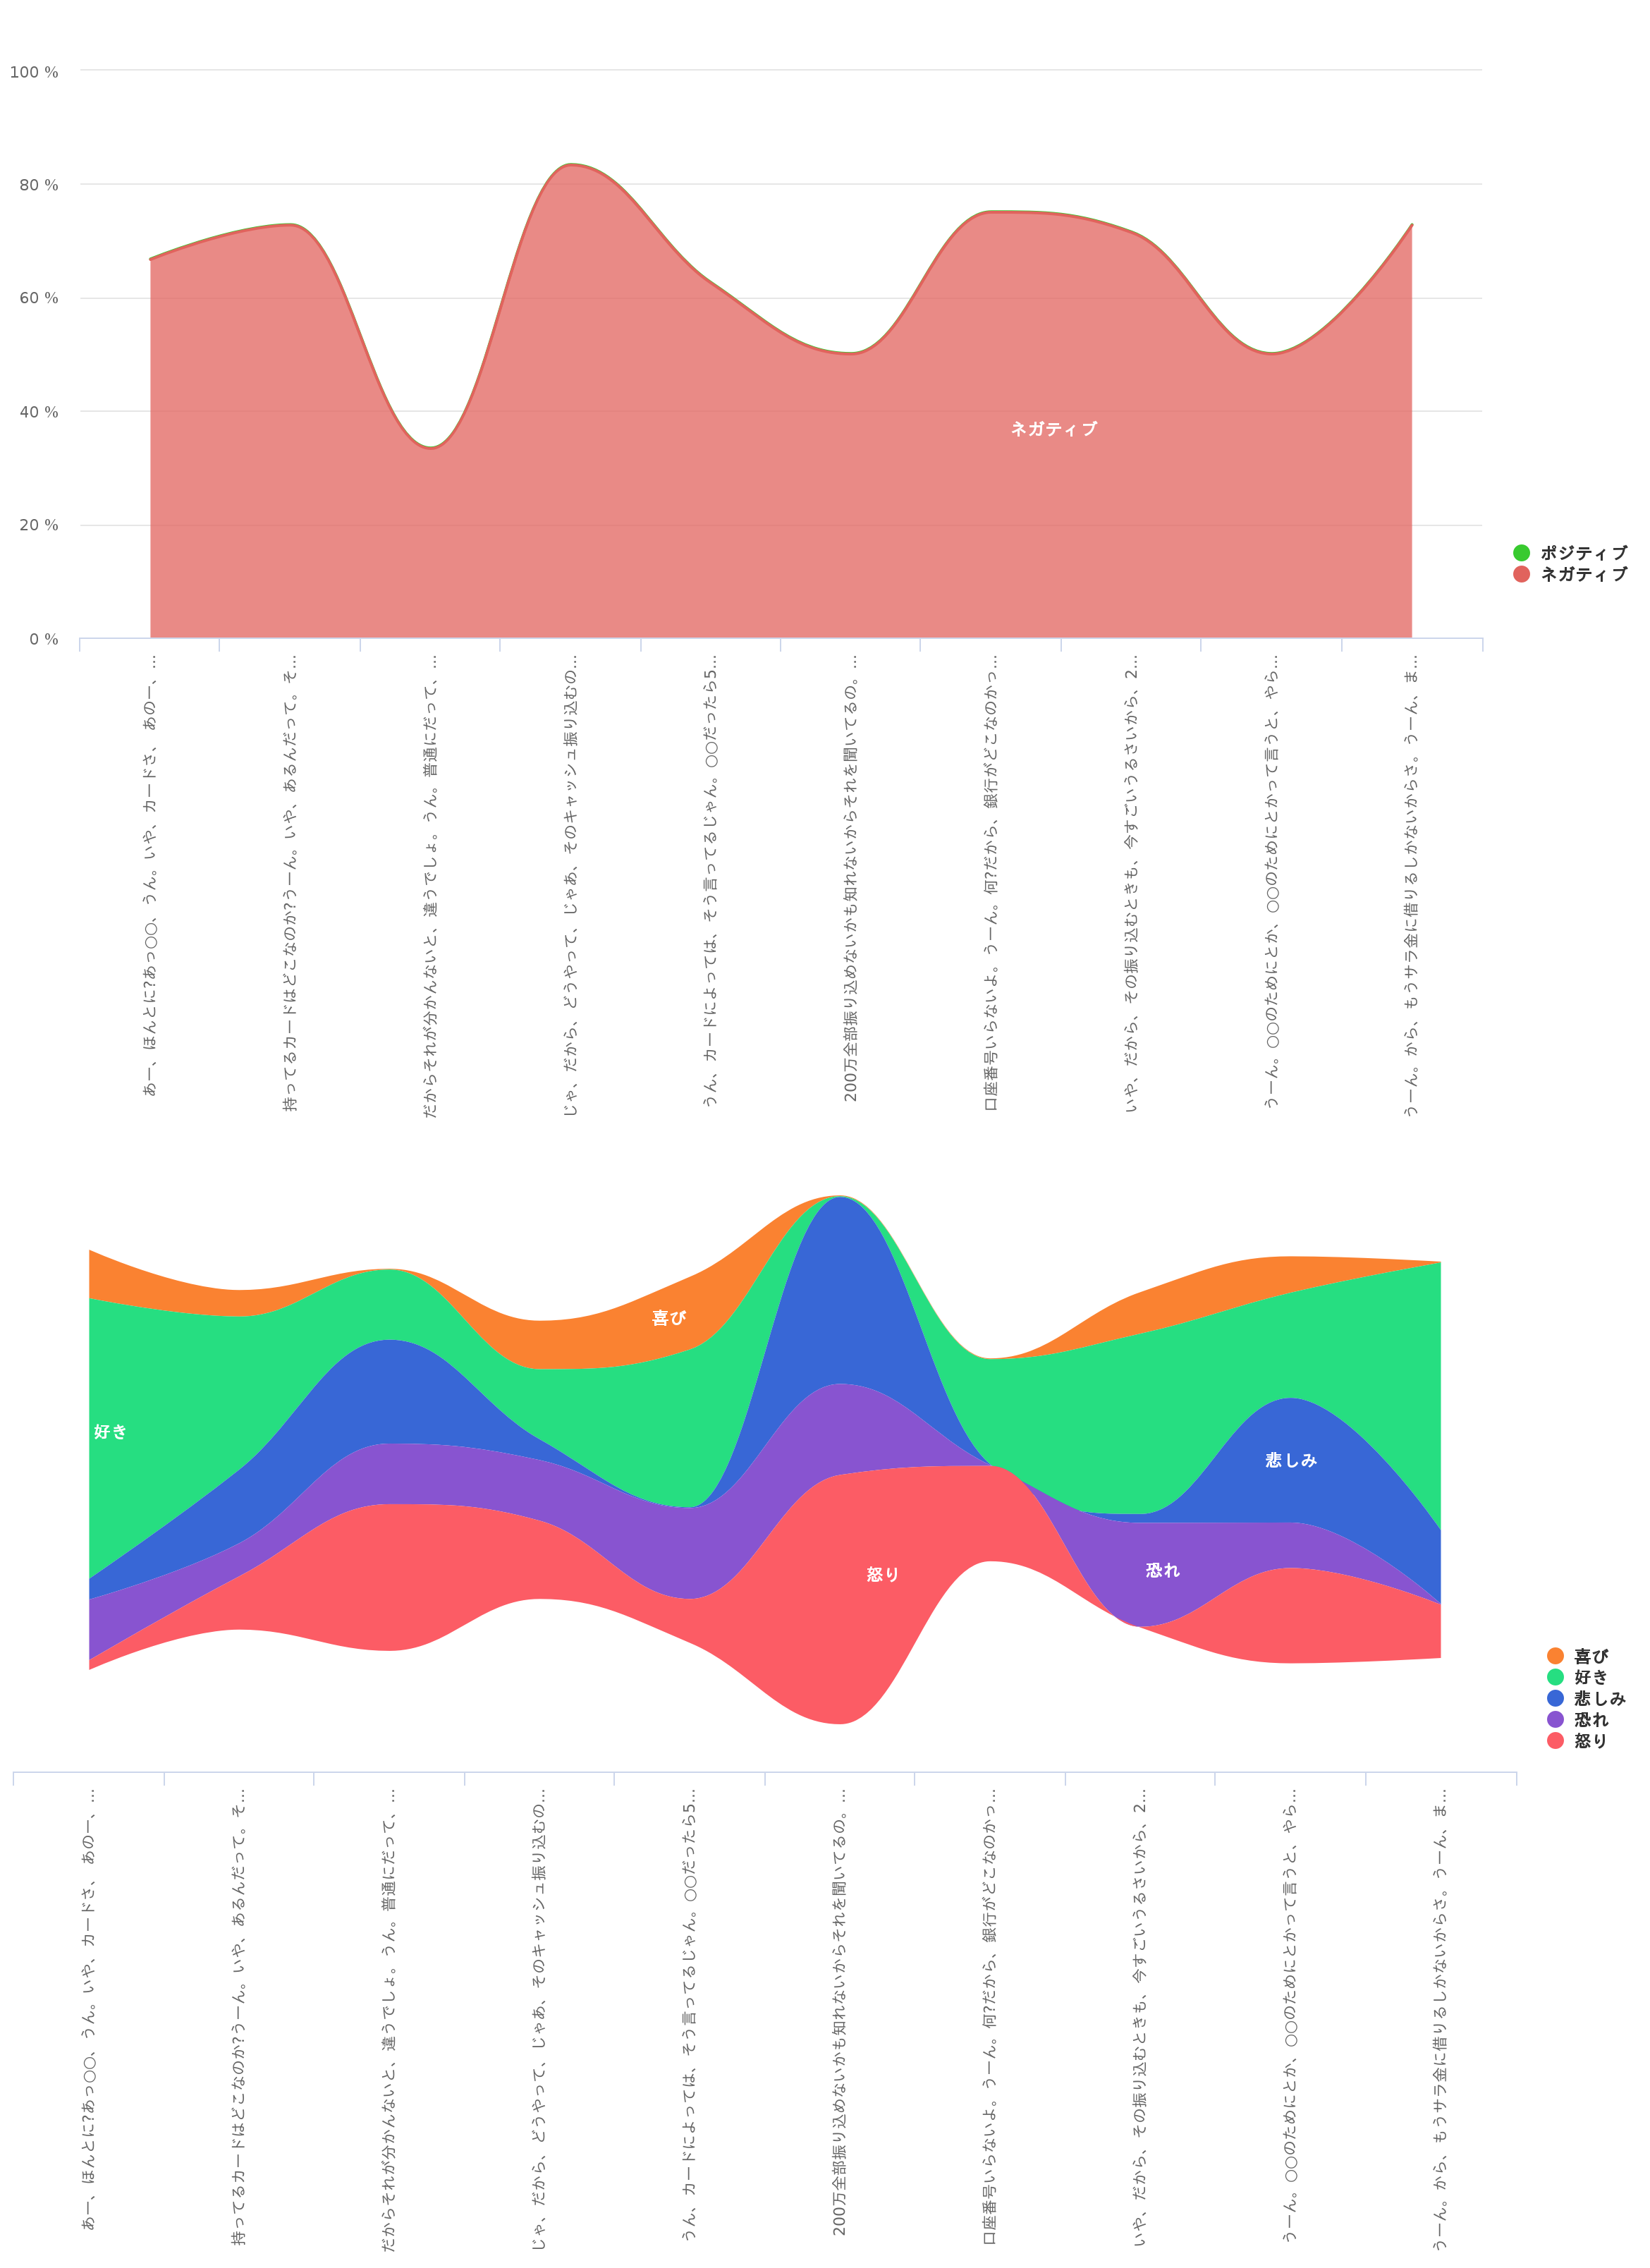 100 %
80 %
60 %
40 %
20 %
0 %
ネガティブ
ポジティブ
ネガティブ
あー、ほんとに?あっ〇〇、うん。いや、カードさ、 あのー、…
持ってるカードはどこなのか?うーん。いや、あるんだって。そ…
だからそれが分かんないと、違うでしょ。うん。普通にだって、…
じゃ、だから、どうやって、じゃあ、そのキャッシュ振り込むの…
うん、カードによっては、そう言ってるじゃん。〇〇だったら5…
200万全部振り込めないかも知れないからそれを聞いてるの。…
口座番号いらないよ。うーん。何?だから、銀行がどこなのかっ…
いや、だから、その振り込むときも、今すごいうるさいから、2…
うーん。〇〇のためにとか、〇〇のためにとかって言うと、やら…
うーん。から、もうサラ金に借りるしかないからさ。うーん、ま…
喜び
好き
悲しみ
恐れ
怒り
喜び
好き
悲しみ
恐れ
怒り
あー、ほんとに?あっ〇〇、うん。いや、カードさ、 あのー、…
持ってるカードはどこなのか?うーん。いや、あるんだって。そ…
だからそれが分かんないと、違うでしょ。うん。普通にだって、…
じゃ、だから、どうやって、じゃあ、そのキャッシュ振り込むの…
うん、カードによっては、そう言ってるじゃん。〇〇だったら5…
200万全部振り込めないかも知れないからそれを聞いてるの。…
口座番号いらないよ。うーん。何?だから、銀行がどこなのかっ…
いや、だから、その振り込むときも、今すごいうるさいから、2…
うーん。〇〇のためにとか、〇〇のためにとかって言うと、やら…
うーん。から、もうサラ金に借りるしかないからさ。うーん、ま…